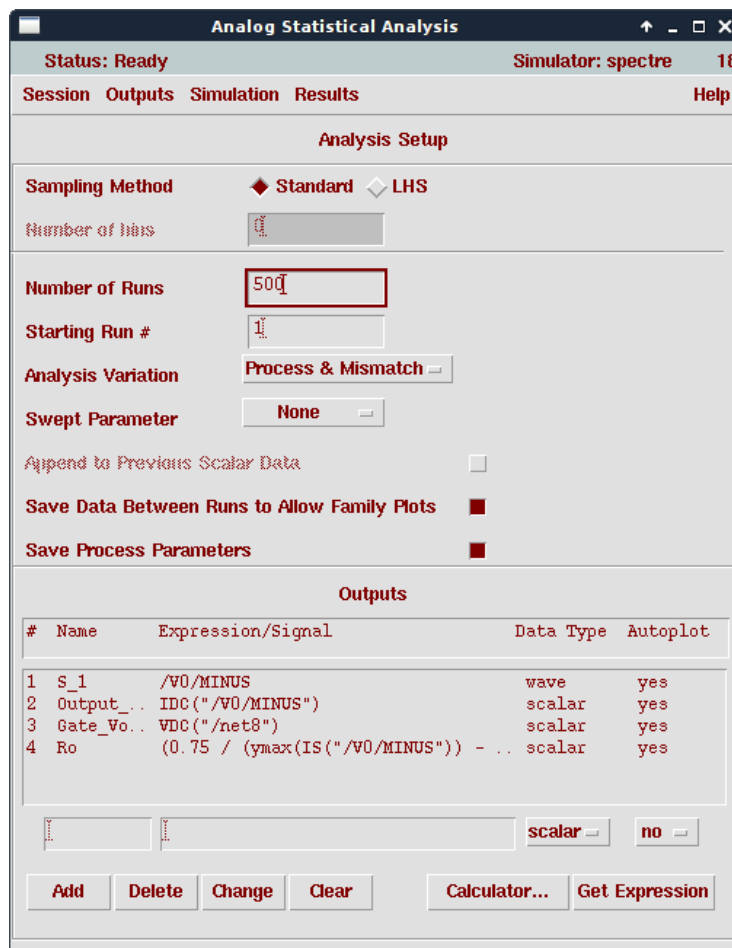 Analog Statistical Analysis
Status: Ready Simulator: spectre 18
Session Outputs Simulation Results Help
Analysis Setup
Sampling Method Standard LHS
Number of bins 0
Number of Runs 500
Starting Run # 1
Analysis Variation Process & Mismatch
Swept Parameter None
Append to Previous Scalar Data
Save Data Between Runs to Allow Family Plots
Save Process Parameters
Outputs
# Name Expression/Signal Data Type Autoplot
1 S_1 /V0/MINUS wave yes
2 Output_.. IDC("/V0/MINUS") scalar yes
3 Gate_Vo.. VDC("/net8") scalar yes
4 Ro (0.75 / (ymax(IS("/V0/MINUS")) - .. scalar yes
scalar no
Add Delete Change Clear Calculator... Get Expression